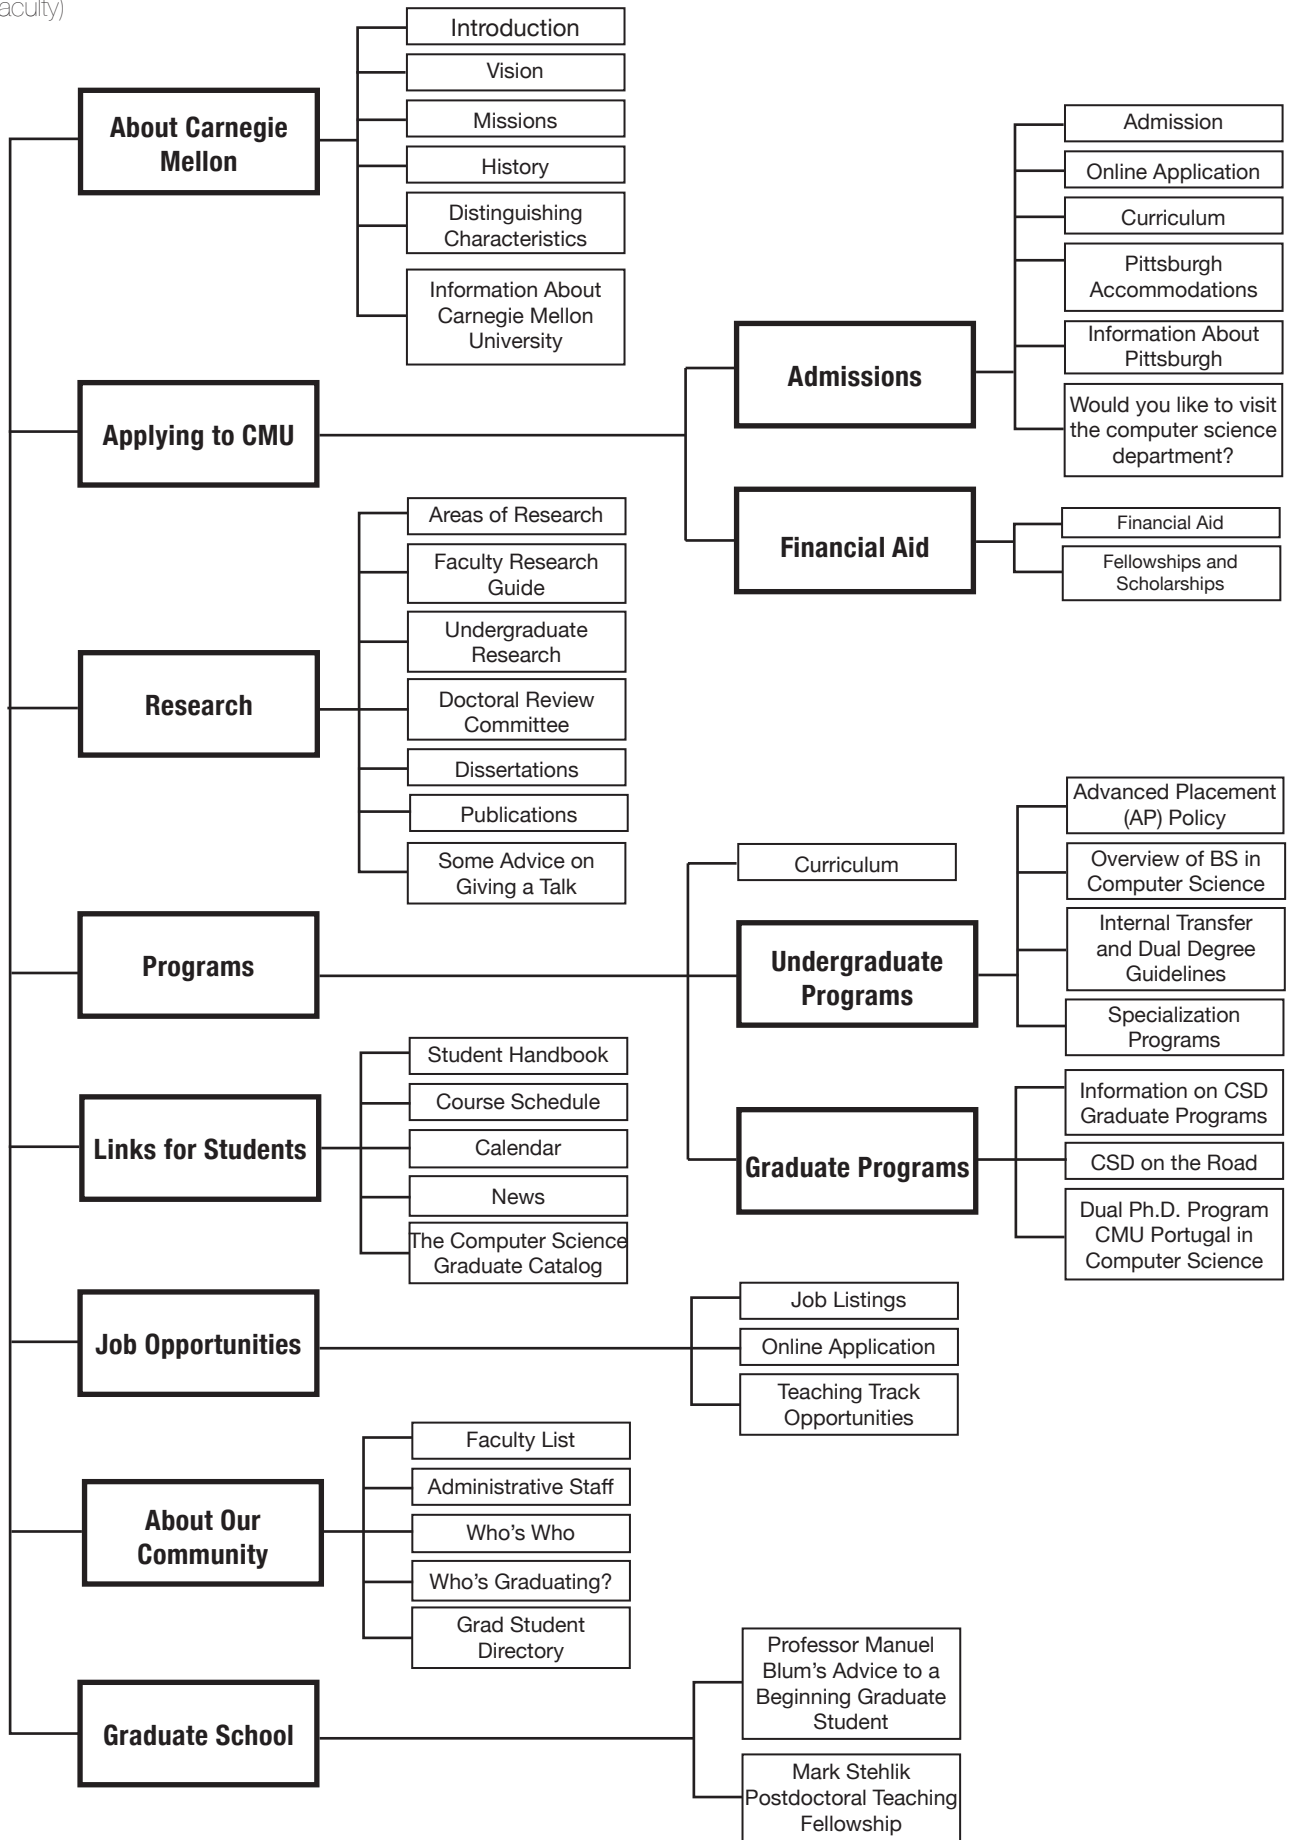 aculty)
About Carnegie
Mellon
Introduction
Vision
Missions
History
Distinguishing
Characteristics
Information About
Carnegie Mellon
University
Applying to CMU
Admissions
Admission
Online Application
Curriculum
Pittsburgh
Accommodations
Information About
Pittsburgh
Would you like to visit
the computer science
department?
Financial Aid
Financial Aid
Fellowships and
Scholarships
Research
Areas of Research
Faculty Research
Guide
Undergraduate
Research
Doctoral Review
Committee
Dissertations
Publications
Some Advice on
Giving a Talk
Programs
Curriculum
Undergraduate
Programs
Advanced Placement
(AP) Policy
Overview of BS in
Computer Science
Internal Transfer
and Dual Degree
Guidelines
Specialization
Programs
Graduate Programs
Information on CSD
Graduate Programs
CSD on the Road
Dual Ph.D. Program
CMU Portugal in
Computer Science
Links for Students
Student Handbook
Course Schedule
Calendar
News
The Computer Science
Graduate Catalog
Job Opportunities
Job Listings
Online Application
Teaching Track
Opportunities
About Our
Community
Faculty List
Administrative Staff
Who's Who
Who's Graduating?
Grad Student
Directory
Graduate School
Professor Manuel
Blum's Advice to a
Beginning Graduate
Student
Mark Stehlik
Postdoctoral Teaching
Fellowship